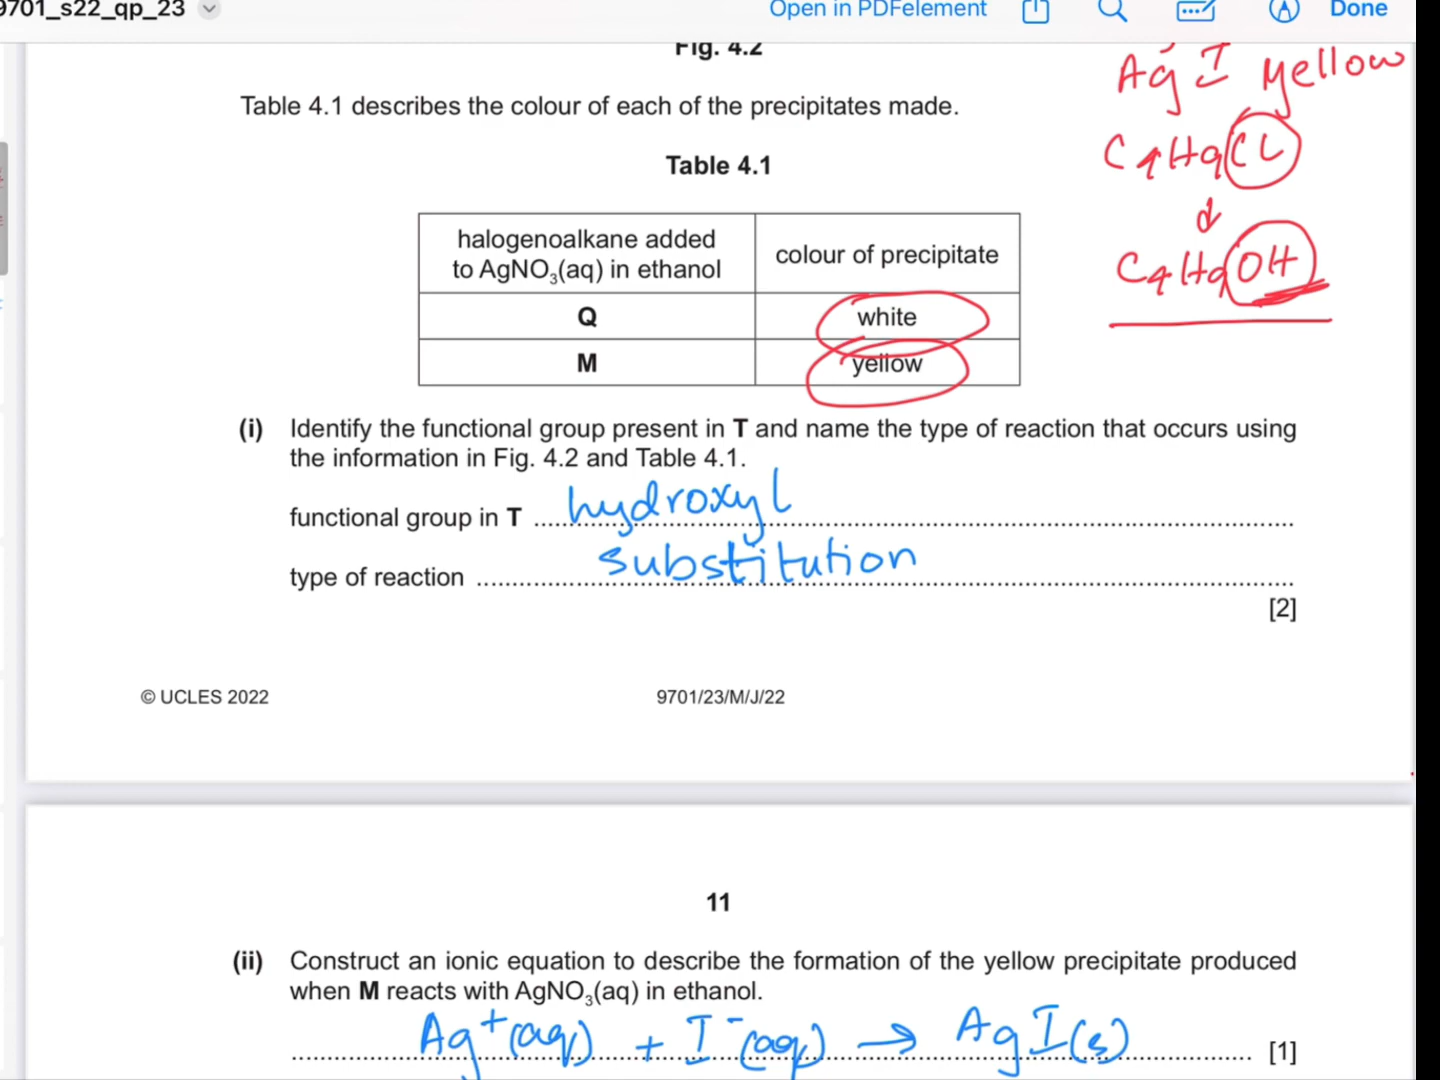 9701_s22_qp_23
Open in PDFelement
Done
Fig. 4.2
AgI yellow
Table 4.1 describes the colour of each of the precipitates made.
C4H9Cl
Table 4.1
C4H9OH
halogenoalkane added to AgNO₃(aq) in ethanol
colour of precipitate
Q
white
M
yellow
(i) Identify the functional group present in T and name the type of reaction that occurs using
the information in Fig. 4.2 and Table 4.1.
functional group in T hydroxyl
type of reaction substitution
[2]
© UCLES 2022
9701/23/M/J/22
11
(ii) Construct an ionic equation to describe the formation of the yellow precipitate produced
when M reacts with AgNO₃(aq) in ethanol.
Ag⁺(aq) + I⁻(aq) → AgI(s) [1]